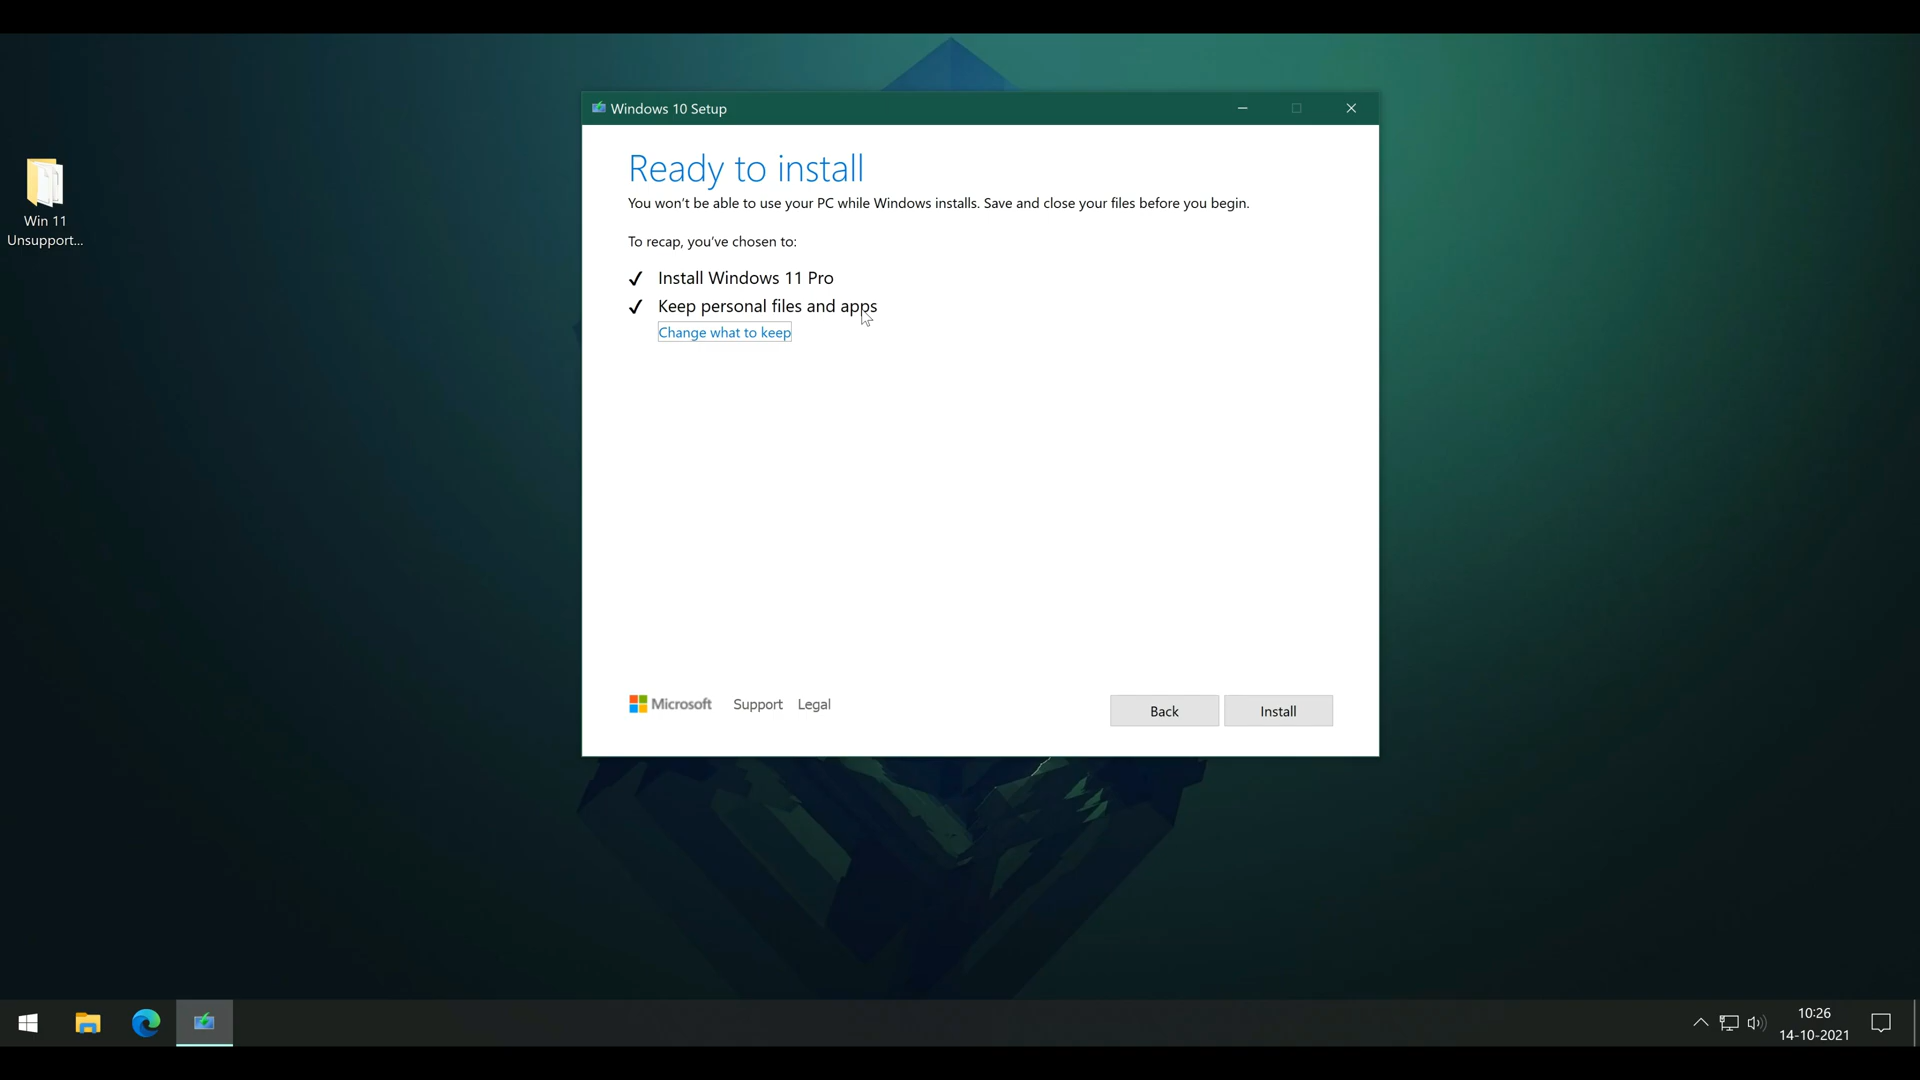 Windows 10 Setup
Ready to install
You won't be able to use your PC while Windows installs. Save and close your files before you begin.
To recap, you've chosen to:
Install Windows 11 Pro
Keep personal files and apps
Change what to keep
Win 11
Unsupport...
Microsoft Support Legal
Back Install
10:26
14-10-2021